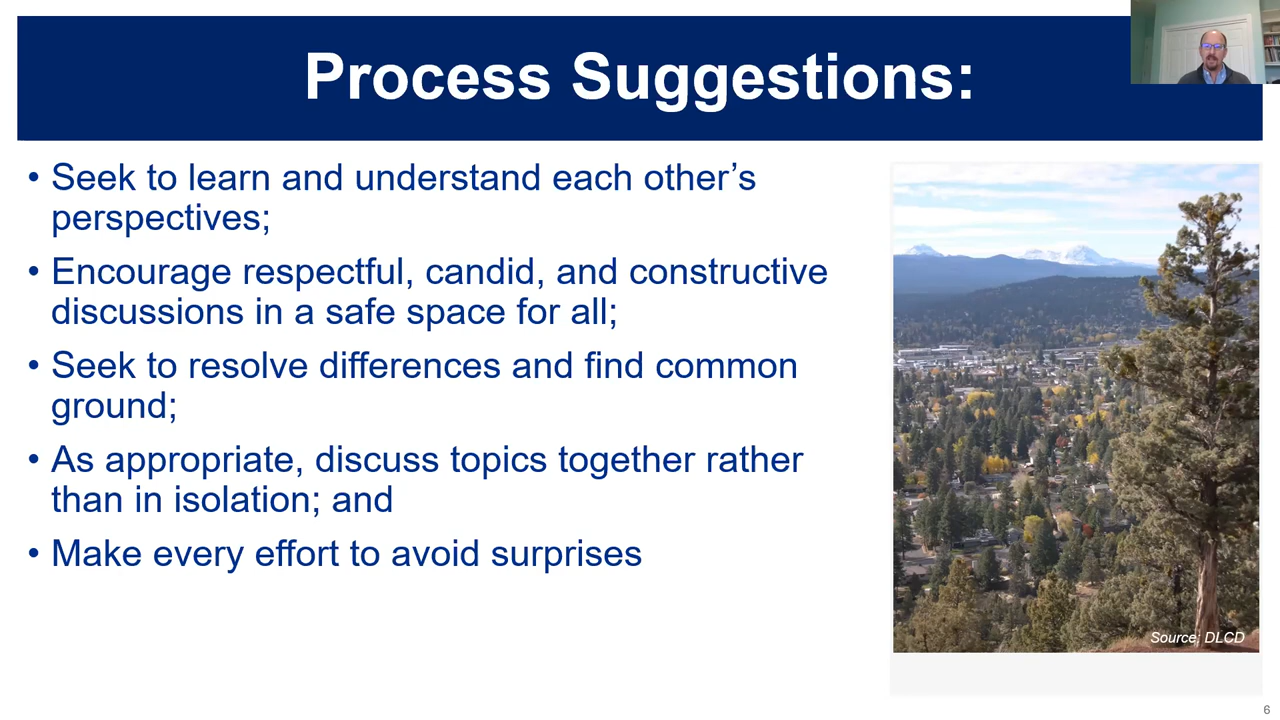 Process Suggestions:
• Seek to learn and understand each other’s
perspectives;
• Encourage respectful, candid, and constructive
discussions in a safe space for all;
• Seek to resolve differences and find common
ground;
• As appropriate, discuss topics together rather
than in isolation; and
• Make every effort to avoid surprises
Source: DLCD
6